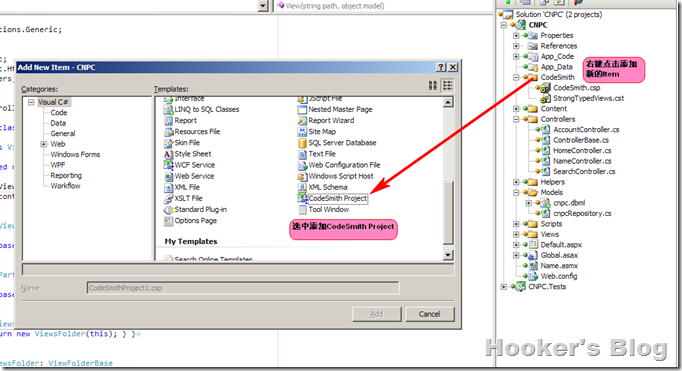 View(string path, object model)
tions.Generic;
Add New Item - CNPC
Categories:
Visual C#
Code
Data
General
Web
Windows Forms
WPF
Reporting
Workflow
Templates:
Interface
LINQ to SQL Classes
Report
Resources File
Skin File
Style Sheet
WCF Service
Web Service
XML File
XSLT File
Standard Plug-in
Options Page
JScript File
Nested Master Page
Report Wizard
Site Map
SQL Server Database
Text File
Web Configuration File
Windows Script Host
XML Schema
CodeSmith Project
Tool Window
选中添加CodeSmith Project
My Templates
Search Online Templates
Name:
CodeSmithProject1.csp
Add
Cancel
urn new ViewsFolder(this); } }
ewsFolder: ViewFolderBase
Solution 'CNPC' (2 projects)
CNPC
Properties
References
App_Code
App_Data
CodeSmith
CodeSmith.csp
StrongTypedViews.cst
Content
Controllers
AccountController.cs
ControllerBase.cs
HomeController.cs
NameController.cs
SearchController.cs
Helpers
Models
cnpc.dbml
cnpcRepository.cs
Scripts
Views
Default.aspx
Global.asax
Name.asmx
Web.config
CNPC.Tests
右键点击添加
新的Item
Hooker's Blog